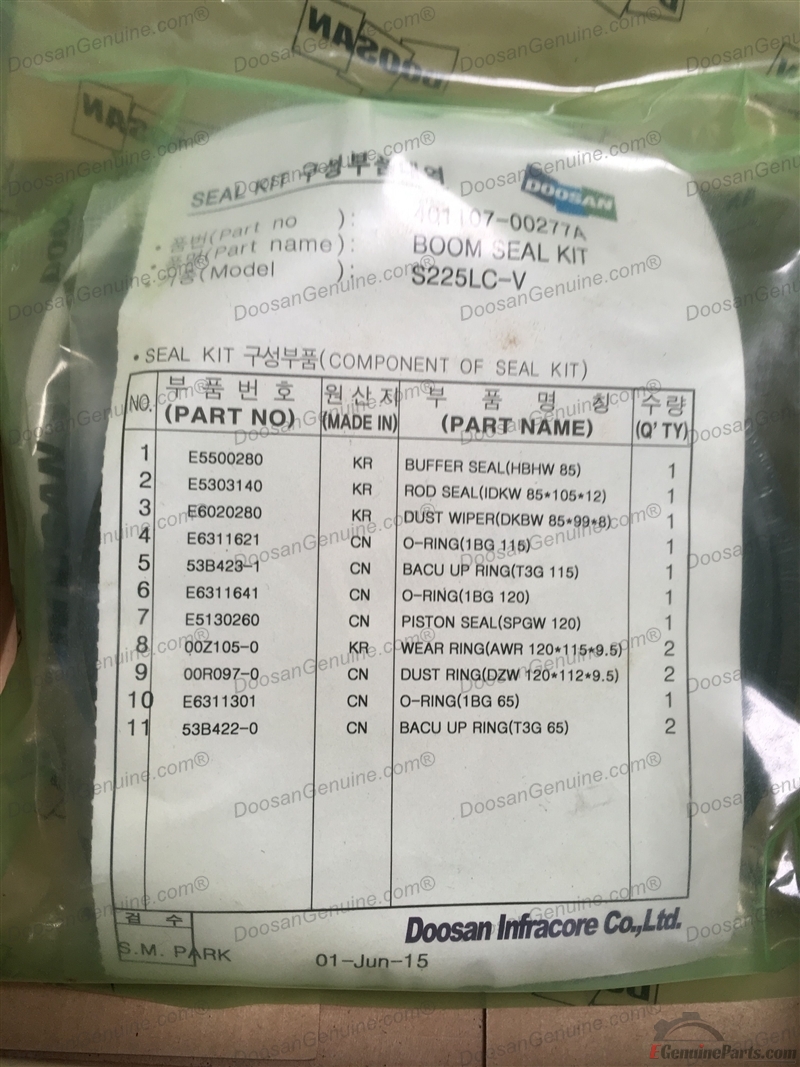 DOOSAN
SEAL KIT 구성부품내역
DOOSAN
• 품번(Part no ): 401107-00277A
• 품명(Part name): BOOM SEAL KIT
• 기종(Model ): S225LC-V
• SEAL KIT 구성부품(COMPONENT OF SEAL KIT)
NO. 부품번호 원산지 부품명칭 수량
(PART NO) (MADE IN) (PART NAME) (Q'TY)
1 E5500280 KR BUFFER SEAL(HBHW 85) 1
2 E5303140 KR ROD SEAL(IDKW 85*105*12) 1
3 E6020280 KR DUST WIPER(DKBW 85*99*8) 1
4 E6311621 CN O-RING(1BG 115) 1
5 53B423-1 CN BACU UP RING(T3G 115) 1
6 E6311641 CN O-RING(1BG 120) 1
7 E5130260 CN PISTON SEAL(SPGW 120) 1
8 00Z105-0 KR WEAR RING(AWR 120*115*9.5) 2
9 00R097-0 CN DUST RING(DZW 120*112*9.5) 2
10 E6311301 CN O-RING(1BG 65) 1
11 53B422-0 CN BACU UP RING(T3G 65) 2
검 수
Doosan Infracore Co.,Ltd.
S.M. PARK
01-Jun-15
DoosanGenuine.com®
EGenuineParts.com